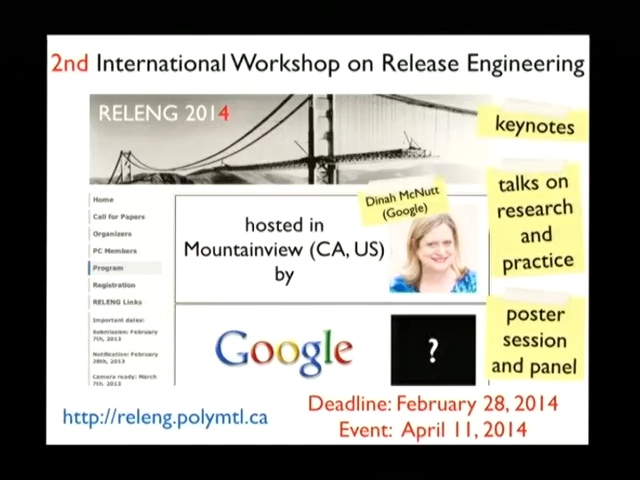 2nd International Workshop on Release Engineering
RELENG 2014
keynotes
Home
Call for Papers
Organizers
PC Members
Program
Registration
RELENG Links
Important dates:
Submission: February
7th, 2013
Notification: February
28th, 2013
Camera ready: March
7th, 2013
hosted in
Mountainview (CA, US)
by
Dinah McNutt
(Google)
talks on
research
and
practice
Google
?
poster
session
and panel
http://releng.polymtl.ca
Deadline: February 28, 2014
Event: April 11, 2014